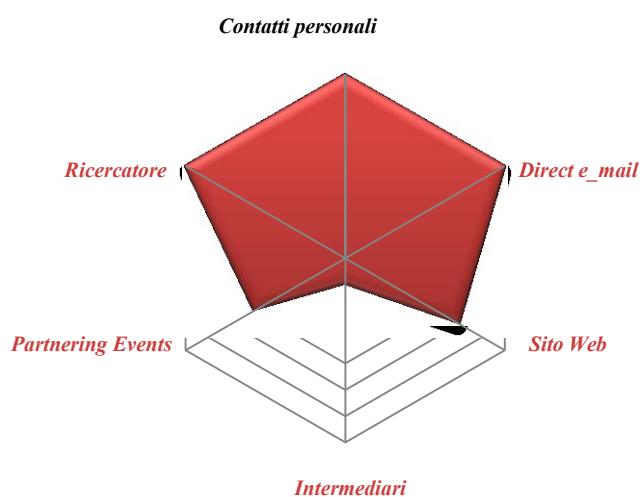 Contatti personali
Ricercatore
Direct e_mail
Partnering Events
Sito Web
Intermediari